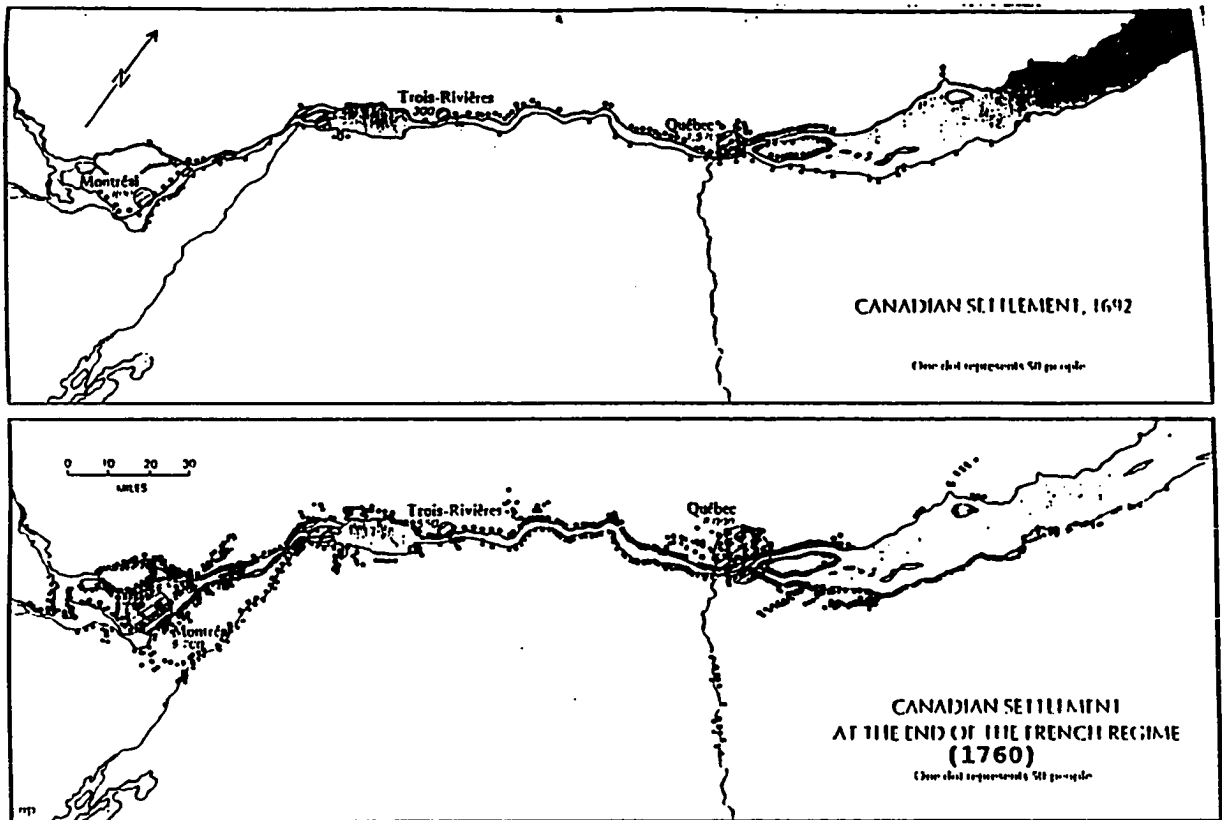 N
Trois-Rivières
300
Québec
Montréal
CANADIAN SETTLEMENT, 1692
One dot represents 50 people
0 10 20 30
MILES
Trois-Rivières
Québec
Montréal
CANADIAN SETTLEMENT
AT THE END OF THE FRENCH REGIME
(1760)
One dot represents 50 people